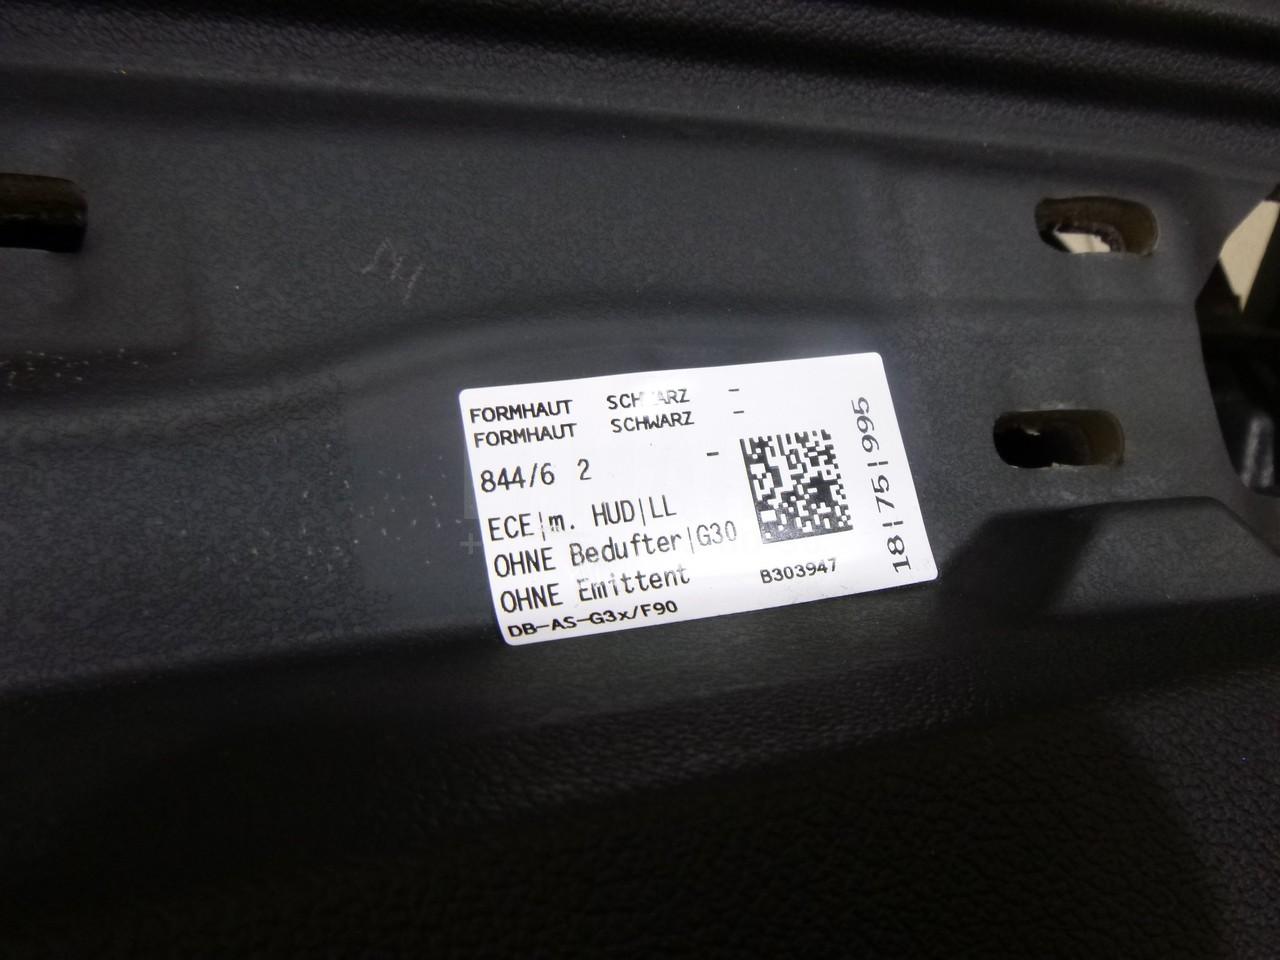 FORMHAUT SCHWARZ -
FORMHAUT SCHWARZ -
844/6 2 -
ECE|m. HUD|LL
OHNE Bedufter|G30
OHNE Emittent
DB-AS-G3x/F90
B303947
18|75|995